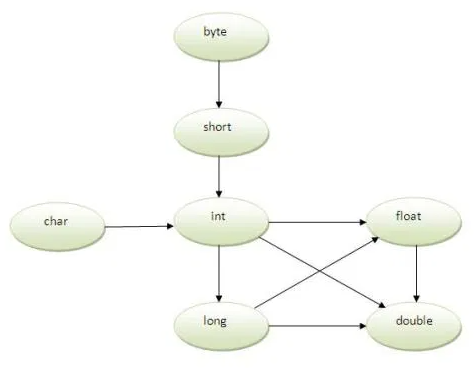 byte
short
char
int
float
long
double